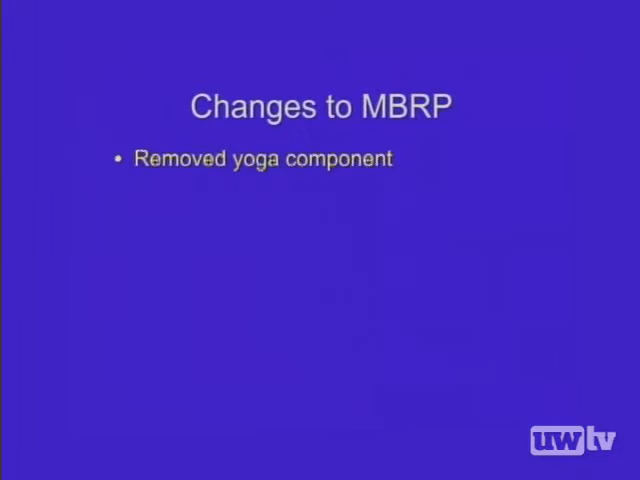 Changes to MBRP
• Removed yoga component
uwtv